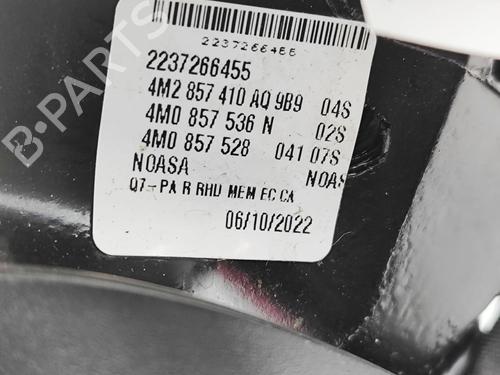 2237266455
2237266455
4M2 857 410 AQ 9B9 04S
4M0 857 536 N 02S
4M0 857 528 041 07S
NOASA NOAS
Q7-PA R RHD MEM EC CA
06/10/2022
B-PARTS